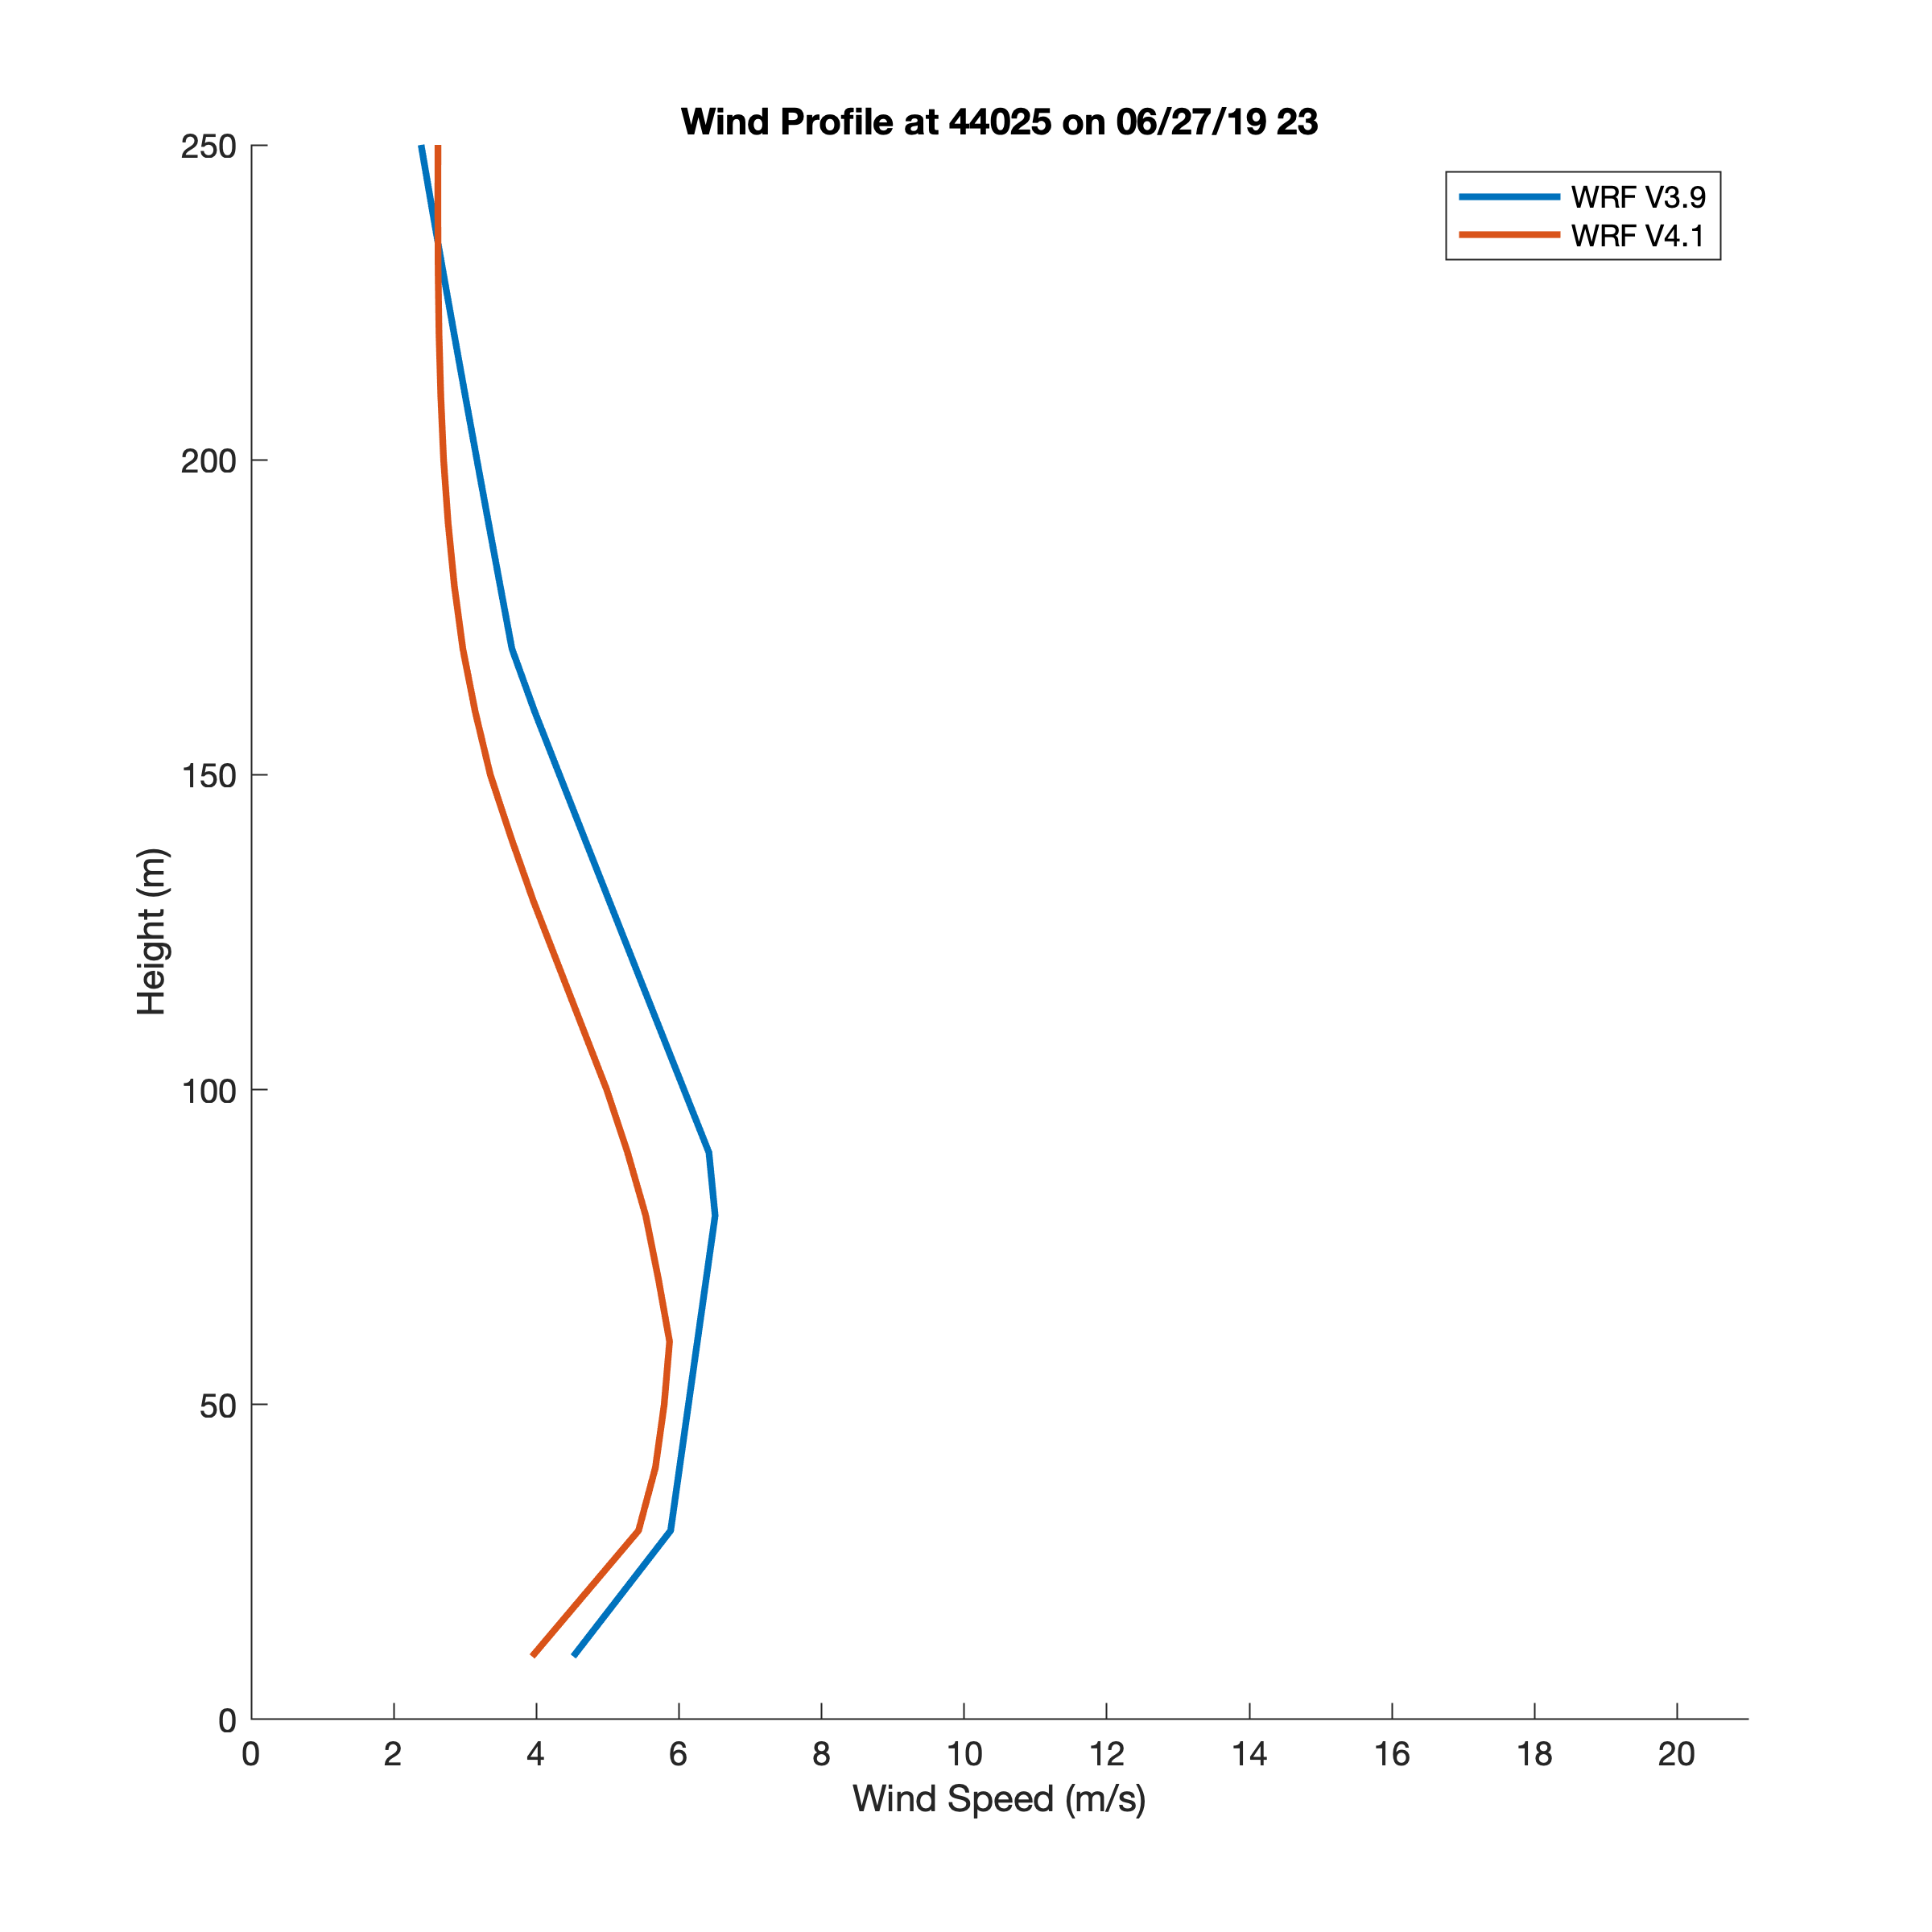 Wind Profile at 44025 on 06/27/19 23
WRF V3.9
WRF V4.1
250
200
150
100
50
0
Height (m)
0 2 4 6 8 10 12 14 16 18 20
Wind Speed (m/s)